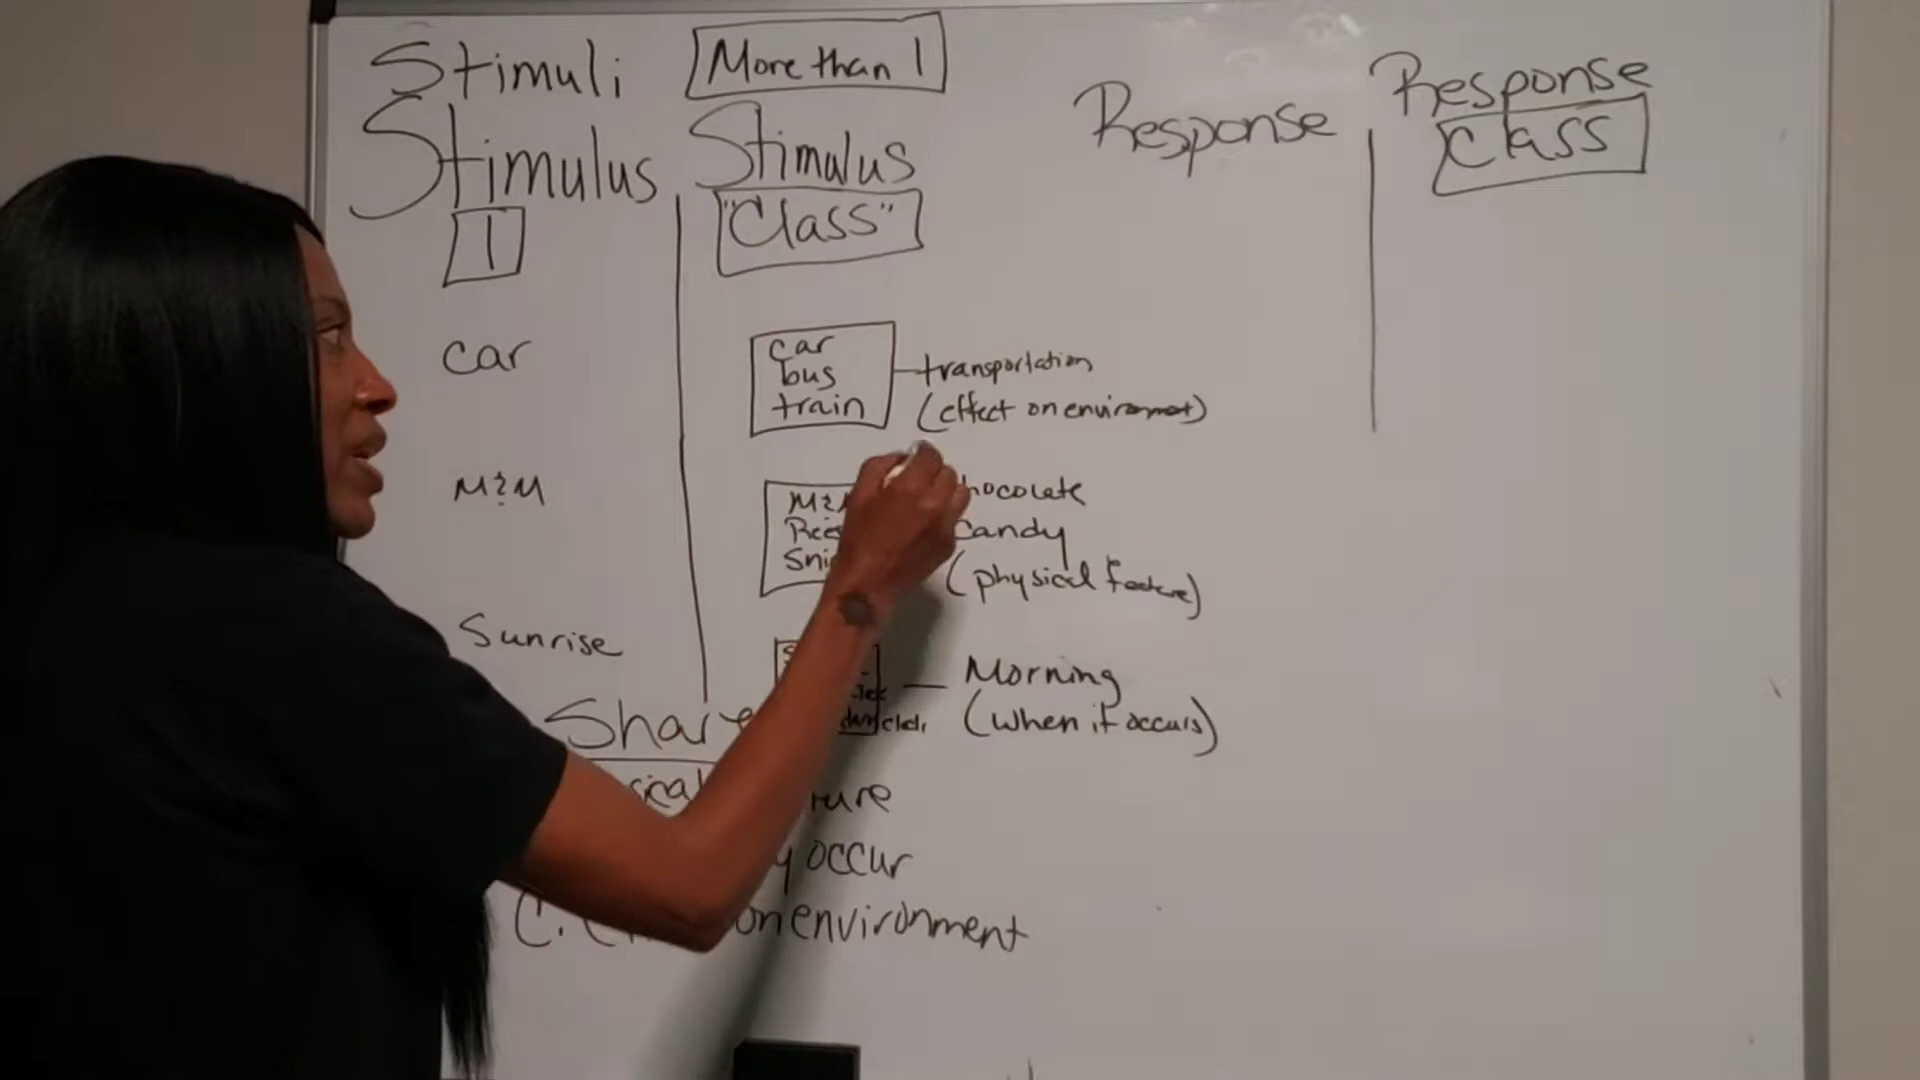 Stimuli
More than 1
Stimulus
1
Stimulus
"Class"
car
car
bus
train
transportation
(effect on environment)
M&M
candy
(physical feature)
Sunrise
Morning
(when it occurs)
occur
C.
on environment
Response
Response
Class